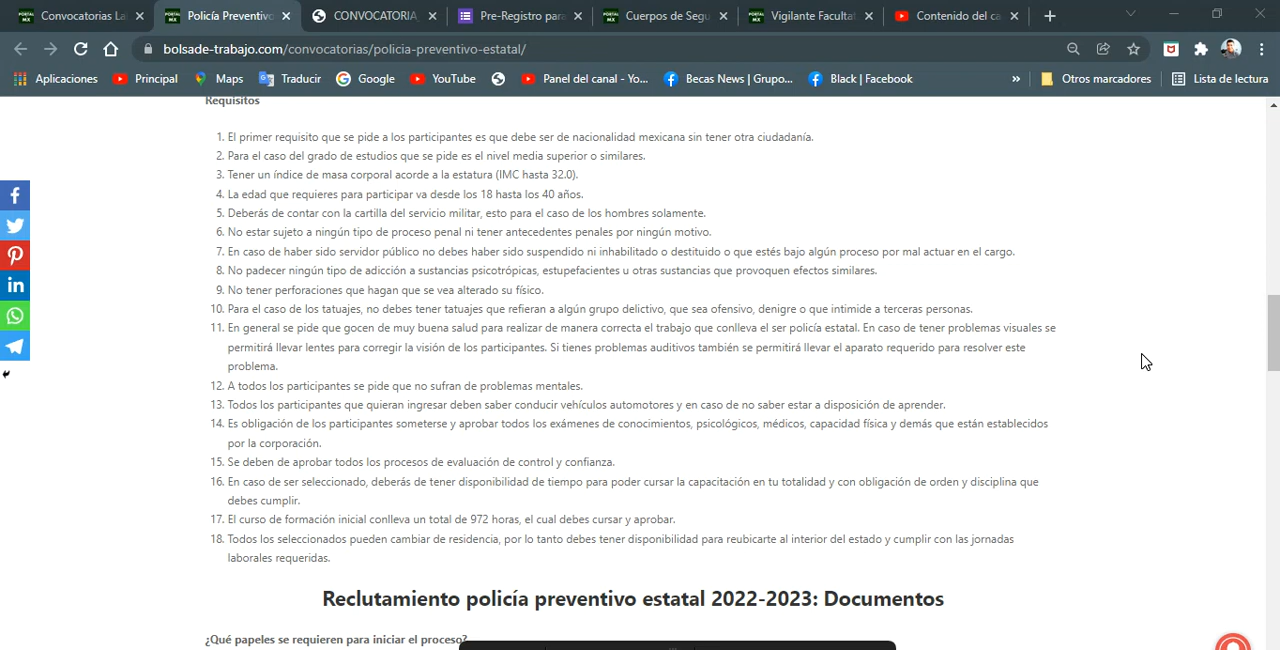 Convocatorias La
Policía Preventivo
CONVOCATORIA
Pre-Registro para
Cuerpos de Segu
Vigilante Faculta
Contenido del ca
bolsade-trabajo.com/convocatorias/policia-preventivo-estatal/
Aplicaciones
Principal
Maps
Traducir
Google
YouTube
Panel del canal - Yo...
Becas News | Grupo...
Black | Facebook
»
Otros marcadores
Lista de lectura
Requisitos
1. El primer requisito que se pide a los participantes es que debe ser de nacionalidad mexicana sin tener otra ciudadanía.
2. Para el caso del grado de estudios que se pide es el nivel media superior o similares.
3. Tener un índice de masa corporal acorde a la estatura (IMC hasta 32.0).
4. La edad que requieres para participar va desde los 18 hasta los 40 años.
5. Deberás de contar con la cartilla del servicio militar, esto para el caso de los hombres solamente.
6. No estar sujeto a ningún tipo de proceso penal ni tener antecedentes penales por ningún motivo.
7. En caso de haber sido servidor público no debes haber sido suspendido ni inhabilitado o destituido o que estés bajo algún proceso por mal actuar en el cargo.
8. No padecer ningún tipo de adicción a sustancias psicotrópicas, estupefacientes u otras sustancias que provoquen efectos similares.
9. No tener perforaciones que hagan que se vea alterado su físico.
10. Para el caso de los tatuajes, no debes tener tatuajes que refieran a algún grupo delictivo, que sea ofensivo, denigre o que intimide a terceras personas.
11. En general se pide que gocen de muy buena salud para realizar de manera correcta el trabajo que conlleva el ser policía estatal. En caso de tener problemas visuales se
permitirá llevar lentes para corregir la visión de los participantes. Si tienes problemas auditivos también se permitirá llevar el aparato requerido para resolver este
problema.
12. A todos los participantes se pide que no sufran de problemas mentales.
13. Todos los participantes que quieran ingresar deben saber conducir vehículos automotores y en caso de no saber estar a disposición de aprender.
14. Es obligación de los participantes someterse y aprobar todos los exámenes de conocimientos, psicológicos, médicos, capacidad física y demás que están establecidos
por la corporación.
15. Se deben de aprobar todos los procesos de evaluación de control y confianza.
16. En caso de ser seleccionado, deberás de tener disponibilidad de tiempo para poder cursar la capacitación en tu totalidad y con obligación de orden y disciplina que
debes cumplir.
17. El curso de formación inicial conlleva un total de 972 horas, el cual debes cursar y aprobar.
18. Todos los seleccionados pueden cambiar de residencia, por lo tanto debes tener disponibilidad para reubicarte al interior del estado y cumplir con las jornadas
laborales requeridas.
Reclutamiento policía preventivo estatal 2022-2023: Documentos
¿Qué papeles se requieren para iniciar el proceso?